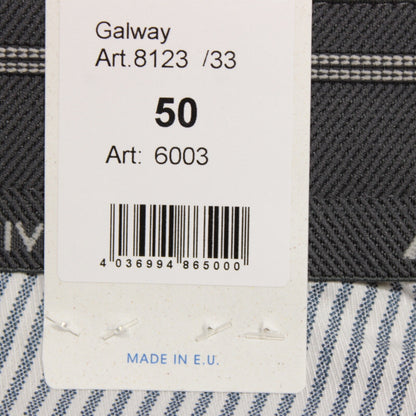 Galway
Art.8123 /33
50
Art: 6003
4 036994 865000
MADE IN E.U.